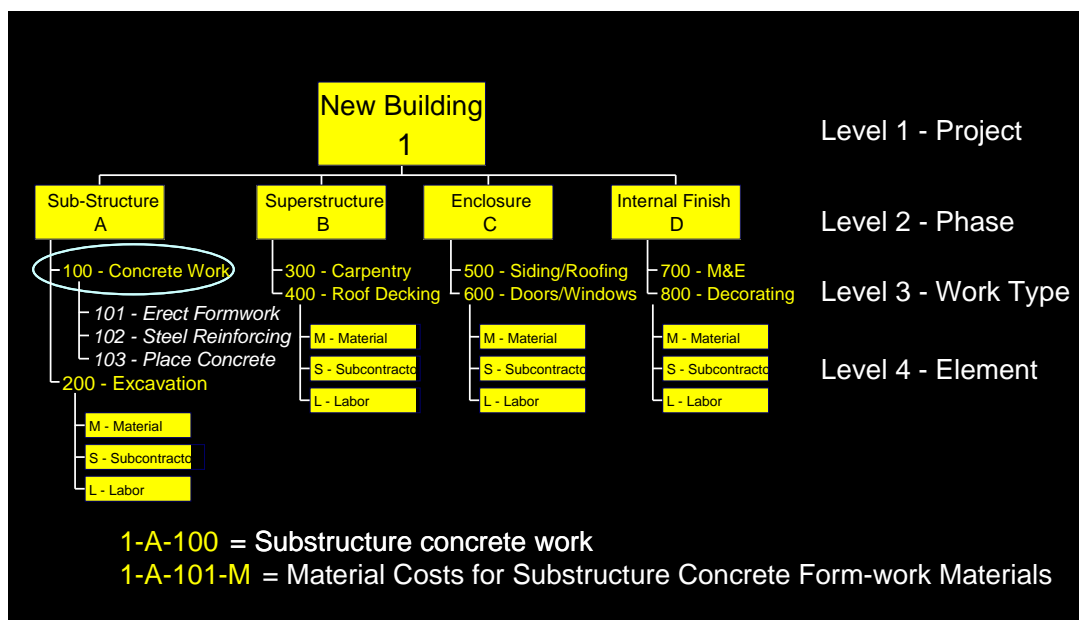 New Building
1
Level 1 - Project
Sub-Structure
A
Superstructure
B
Enclosure
C
Internal Finish
D
Level 2 - Phase
100 - Concrete Work
101 - Erect Formwork
102 - Steel Reinforcing
103 - Place Concrete
200 - Excavation
M - Material
S - Subcontracto
L - Labor
300 - Carpentry
400 - Roof Decking
M - Material
S - Subcontracto
L - Labor
500 - Siding/Roofing
600 - Doors/Windows
M - Material
S - Subcontracto
L - Labor
700 - M&E
800 - Decorating
M - Material
S - Subcontracto
L - Labor
Level 3 - Work Type
Level 4 - Element
1-A-100 = Substructure concrete work
1-A-101-M = Material Costs for Substructure Concrete Form-work Materials